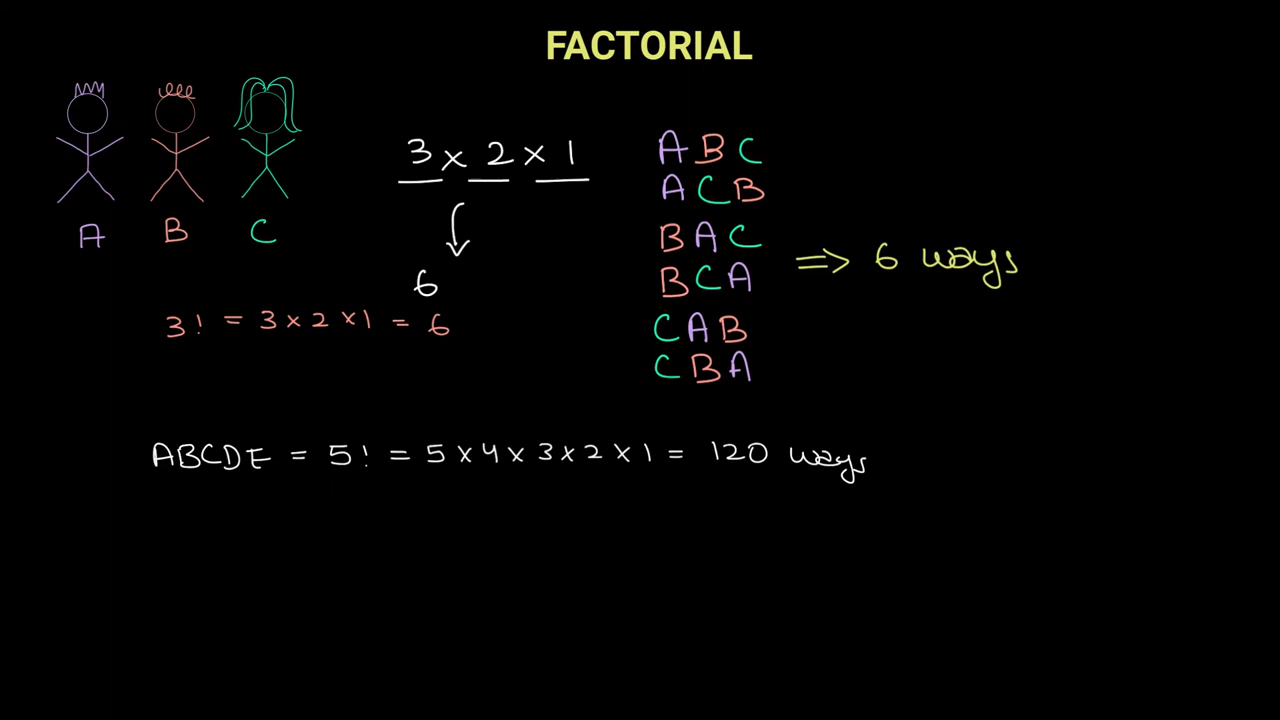 FACTORIAL
A B C
3 × 2 × 1
6
3! = 3 × 2 × 1 = 6
A B C
A C B
B A C
B C A
C A B
C B A
⇒ 6 ways
ABCDE = 5! = 5 × 4 × 3 × 2 × 1 = 120 ways